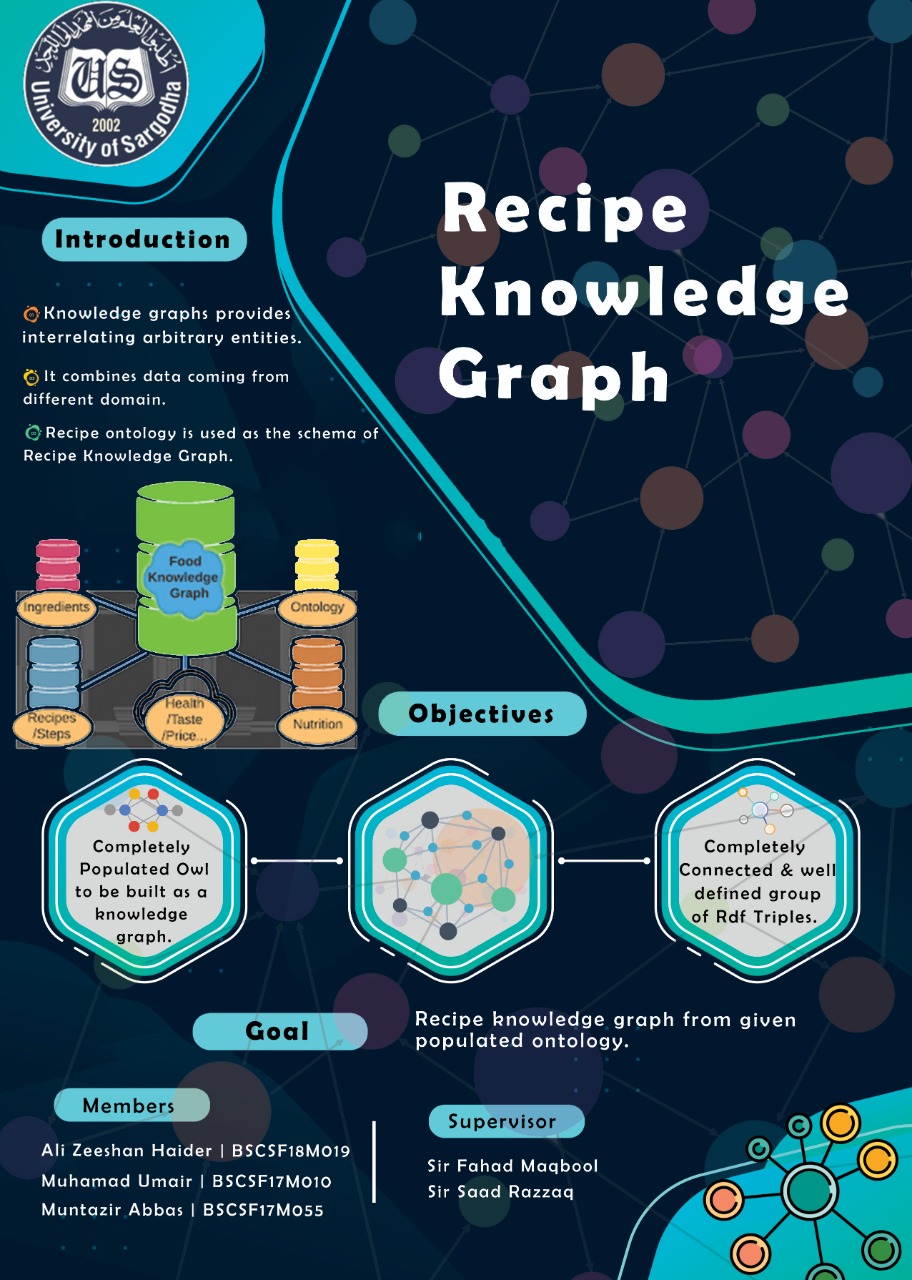 US
2002
University of Sargodha
Recipe
Knowledge
Graph
Introduction
Knowledge graphs provides
interrelating arbitrary entities.
It combines data coming from
different domain.
Recipe ontology is used as the schema of
Recipe Knowledge Graph.
Food
Knowledge
Graph
Ingredients
Ontology
Recipes
/Steps
Health
/Taste
/Price...
Nutrition
Objectives
Completely
Populated Owl
to be built as a
knowledge
graph.
Completely
Connected & well
defined group
of Rdf Triples.
Goal
Recipe knowledge graph from given
populated ontology.
Members
Ali Zeeshan Haider | BSCSF18M019
Muhamad Umair | BSCSF17M010
Muntazir Abbas | BSCSF17M055
Supervisor
Sir Fahad Maqbool
Sir Saad Razzaq